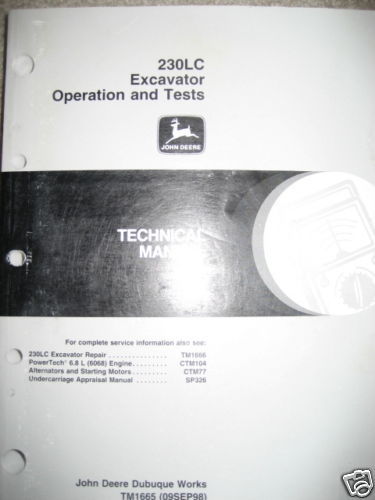 230LC
Excavator
Operation and Tests
JOHN DEERE
TECHNICAL
MANUAL
For complete service information also see:
230LC Excavator Repair . . . . . . . . . . . . . . . TM1666
PowerTech® 6.8 L (6068) Engine . . . . . . . . . CTM104
Alternators and Starting Motors . . . . . . . . . CTM77
Undercarriage Appraisal Manual . . . . . . . SP326
John Deere Dubuque Works
TM1665 (09SEP98)